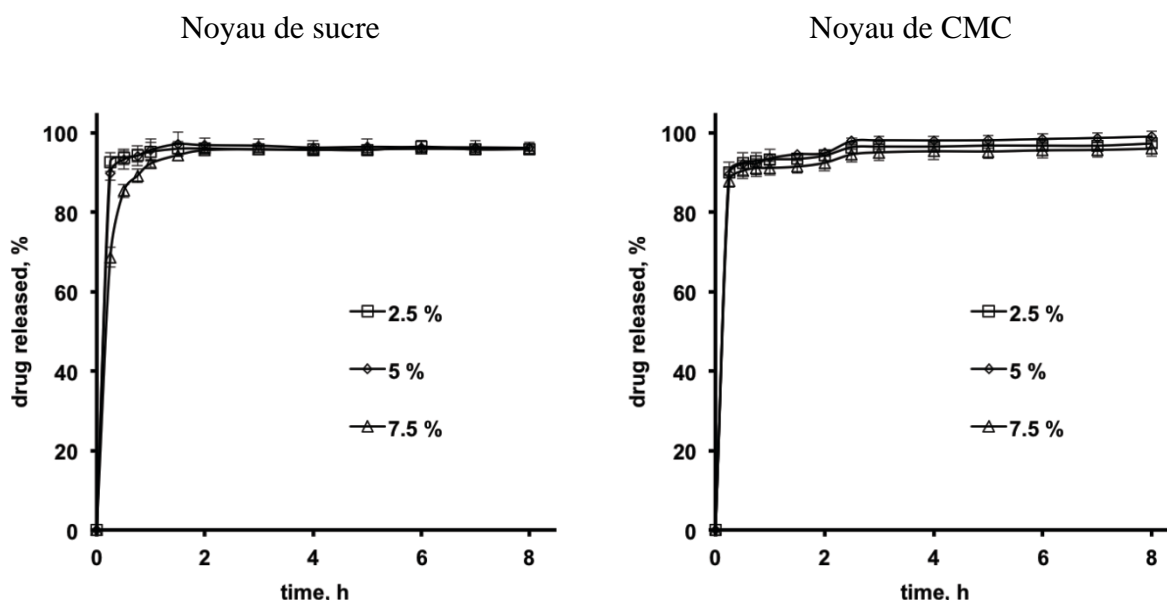 Noyau de sucre
100
80
60
40
20
0
drug released, %
2.5 %
5 %
7.5 %
0 2 4 6 8
time, h
Noyau de CMC
100
80
60
40
20
0
drug released, %
2.5 %
5 %
7.5 %
0 2 4 6 8
time, h